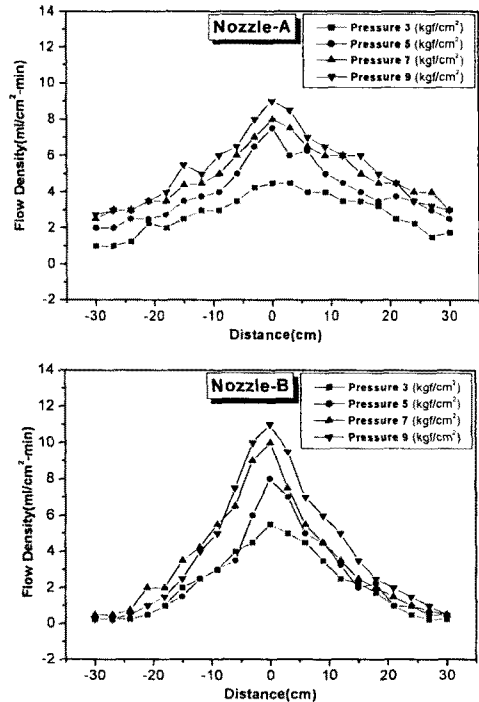 Nozzle-A
Pressure 3 (kgf/cm²)
Pressure 5 (kgf/cm²)
Pressure 7 (kgf/cm²)
Pressure 9 (kgf/cm²)
14
12
10
8
6
4
2
0
-2
Flow Density(ml/cm²-min)
-30 -20 -10 0 10 20 30
Distance(cm)
Nozzle-B
Pressure 3 (kgf/cm²)
Pressure 5 (kgf/cm²)
Pressure 7 (kgf/cm²)
Pressure 9 (kgf/cm²)
14
12
10
8
6
4
2
0
-2
Flow Density(ml/cm²-min)
-30 -20 -10 0 10 20 30
Distance(cm)